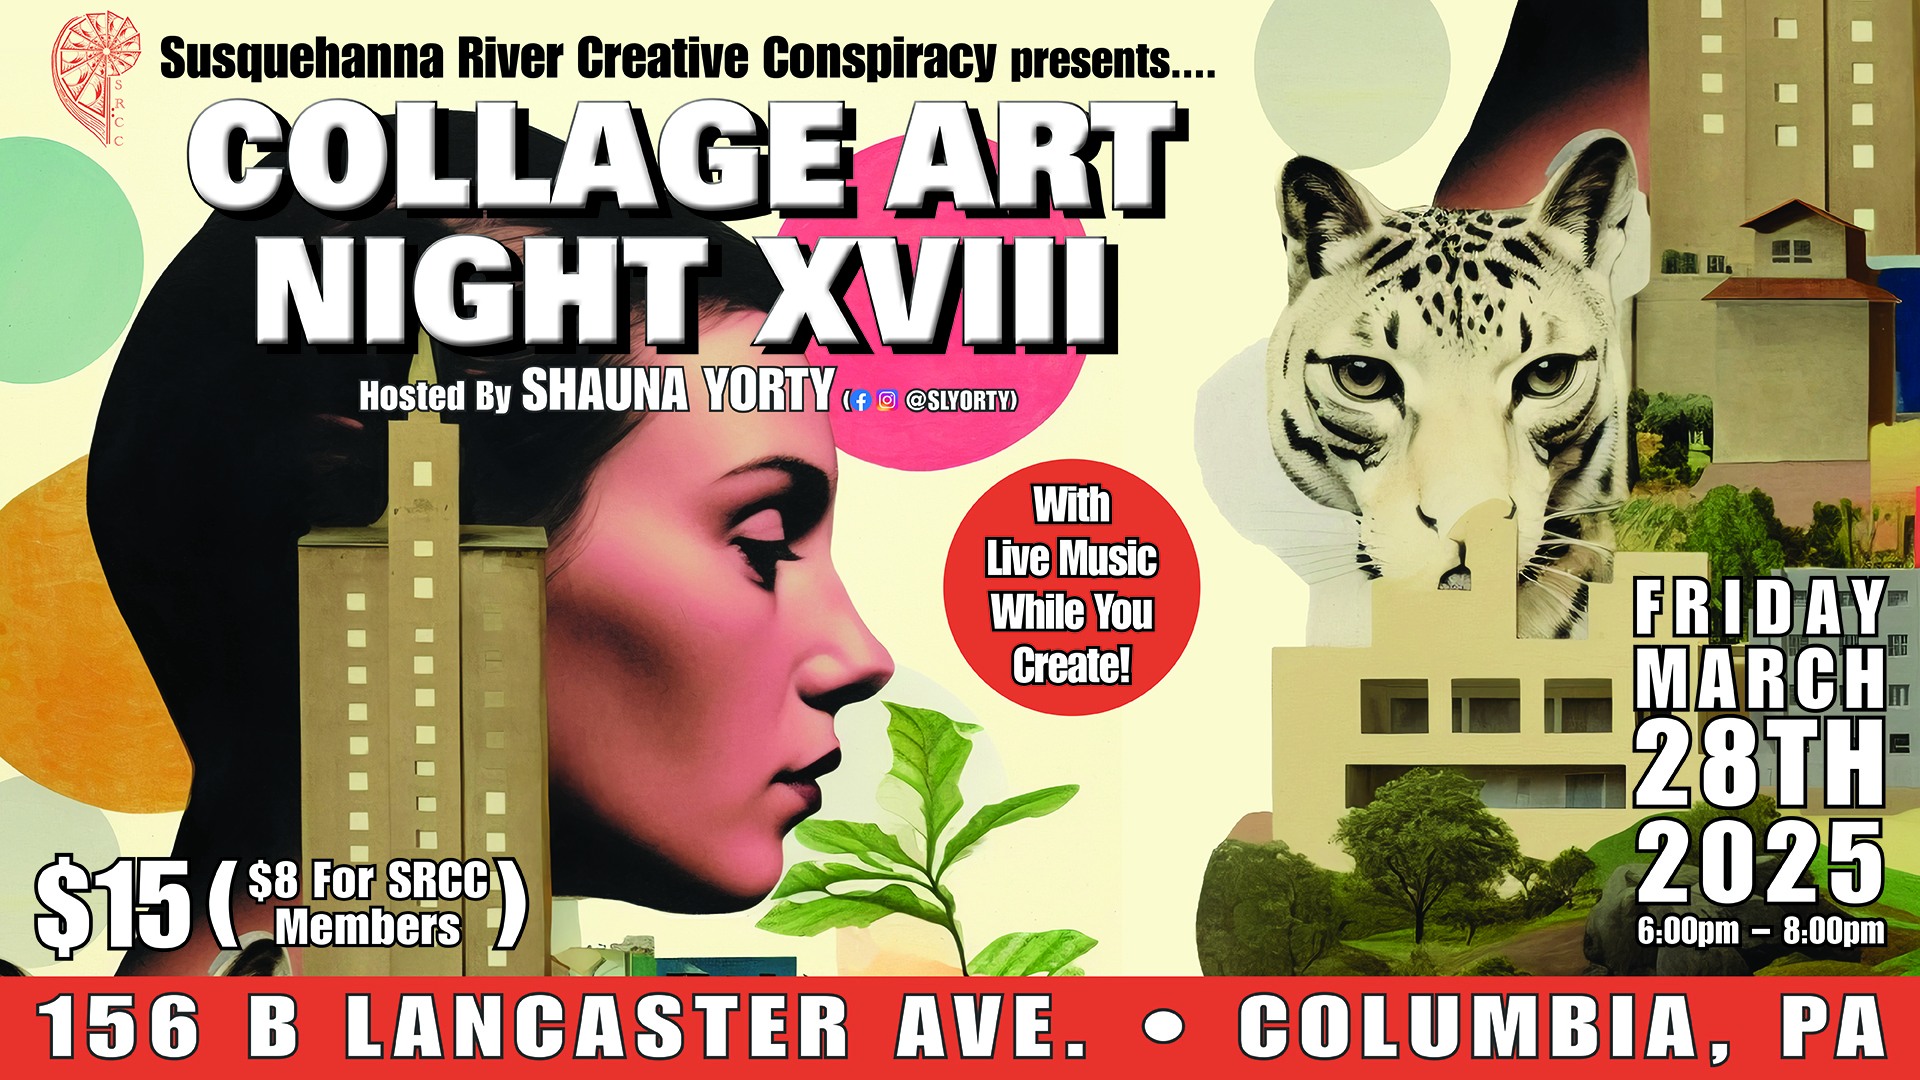 S
R
C
C
Susquehanna River Creative Conspiracy presents....
COLLAGE ART
NIGHT XVIII
Hosted By SHAUNA YORTY ( @SLYORTY)
With
Live Music
While You
Create!
FRIDAY
MARCH
28TH
2025
6:00pm – 8:00pm
$15 ( $8 For SRCC
Members )
156 B LANCASTER AVE. • COLUMBIA, PA